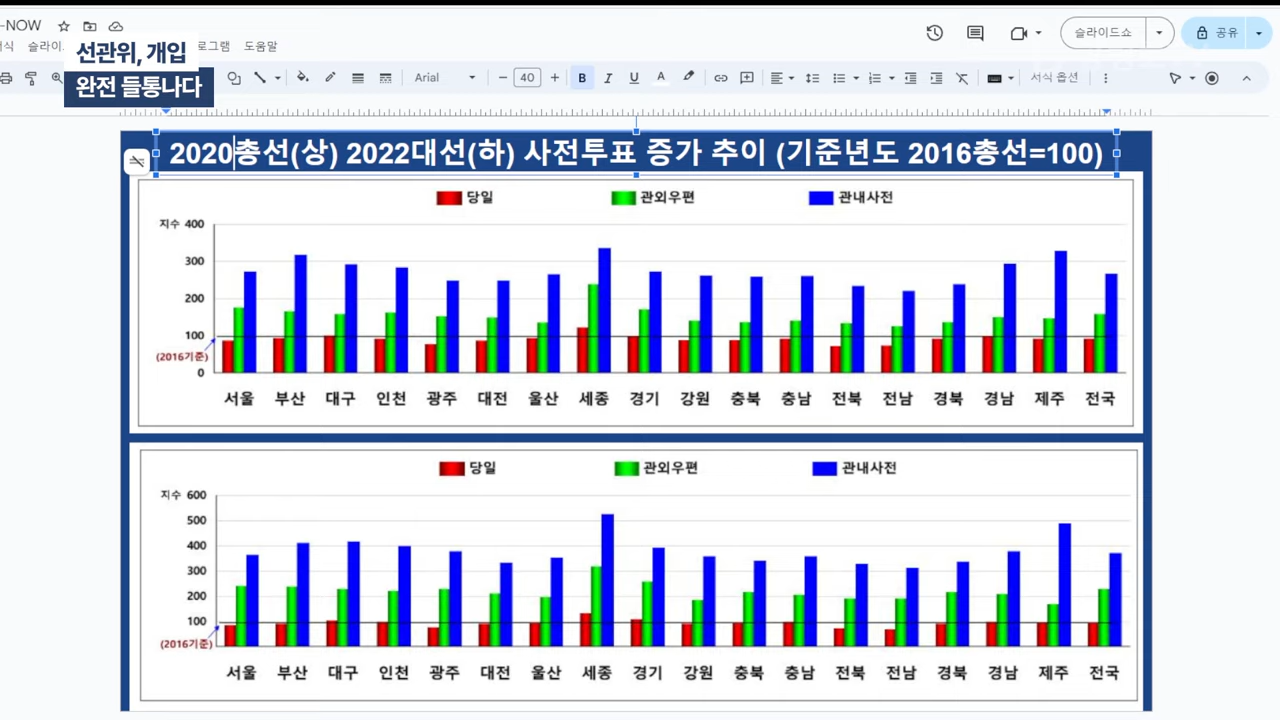 -NOW
서식
슬라이
로그램
도움말
선관위, 개입
완전 들통나다
슬라이드쇼
공유
Arial
40
B
I
U
A
서식 옵션
2020총선(상) 2022대선(하) 사전투표 증가 추이 (기준년도 2016총선=100)
당일
관외우편
관내사전
지수 400
300
200
100
(2016기준)
0
서울 부산 대구 인천 광주 대전 울산 세종 경기 강원 충북 충남 전북 전남 경북 경남 제주 전국
당일
관외우편
관내사전
지수 600
500
400
300
200
100
(2016기준)
서울 부산 대구 인천 광주 대전 울산 세종 경기 강원 충북 충남 전북 전남 경북 경남 제주 전국